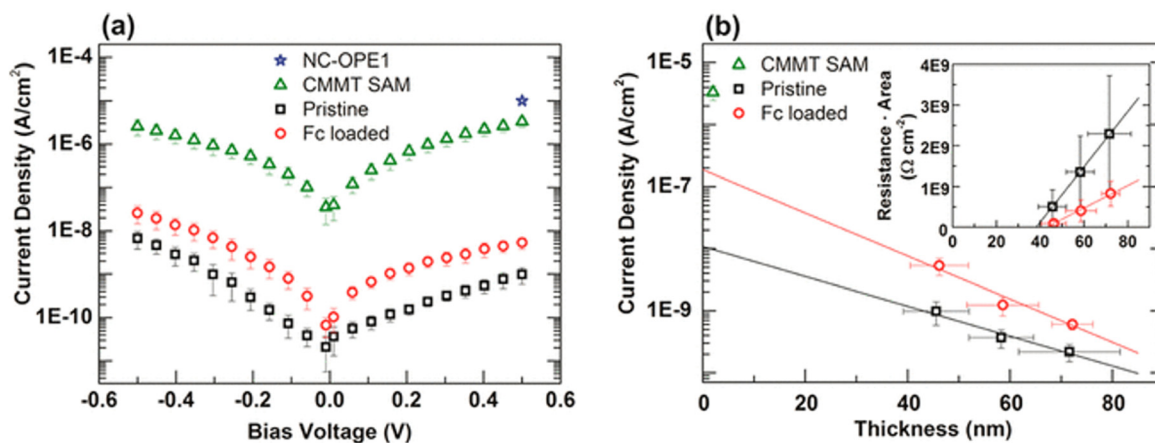 (a)
NC-OPE1
CMMT SAM
Pristine
Fc loaded
1E-4
1E-6
1E-8
1E-10
Current Density (A/cm²)
-0.6 -0.4 -0.2 0.0 0.2 0.4 0.6
Bias Voltage (V)
(b)
CMMT SAM
Pristine
Fc loaded
1E-5
1E-7
1E-9
Current Density (A/cm²)
0 20 40 60 80
Thickness (nm)
4E9
3E9
2E9
1E9
0
Resistance · Area
(Ω cm⁻²)
0 20 40 60 80